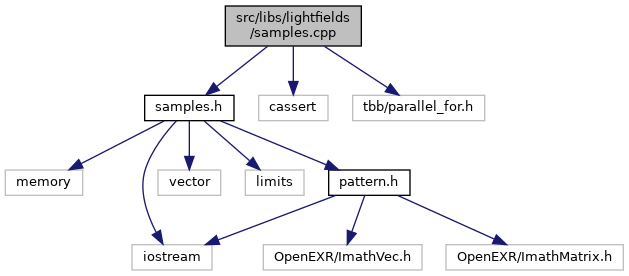 src/libs/lightfields
/samples.cpp
samples.h
cassert
tbb/parallel_for.h
memory
vector
limits
pattern.h
iostream
OpenEXR/ImathVec.h
OpenEXR/ImathMatrix.h